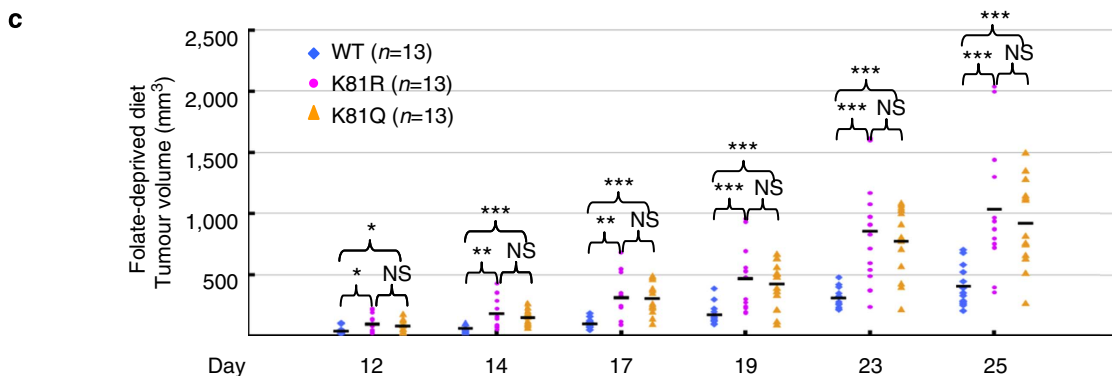 c
Folate-deprived diet
Tumour volume (mm³)
2,500
2,000
1,500
1,000
500
WT (n=13)
K81R (n=13)
K81Q (n=13)
*
* NS
***
** NS
***
** NS
***
*** NS
***
*** NS
***
*** NS
Day 12 14 17 19 23 25